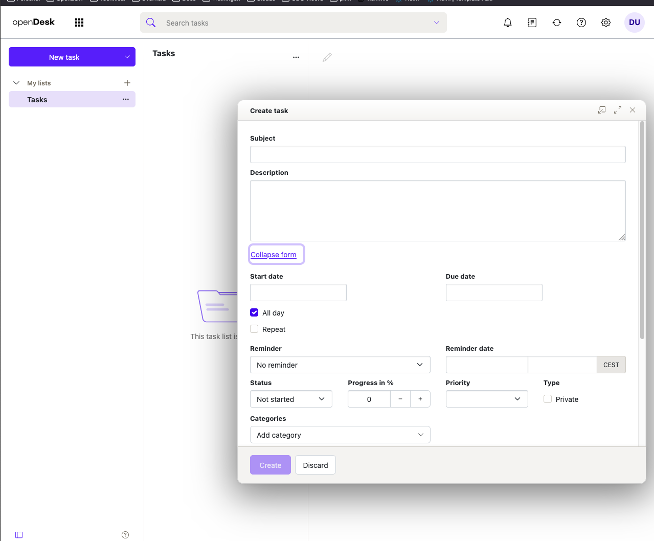 openDesk
Search tasks
DU
New task
My lists
Tasks
Tasks
This task list is
Create task
Subject
Description
Collapse form
Start date
Due date
All day
Repeat
Reminder
Reminder date
No reminder
CEST
Status
Progress in %
Priority
Type
Not started
0
Private
Categories
Add category
Create
Discard